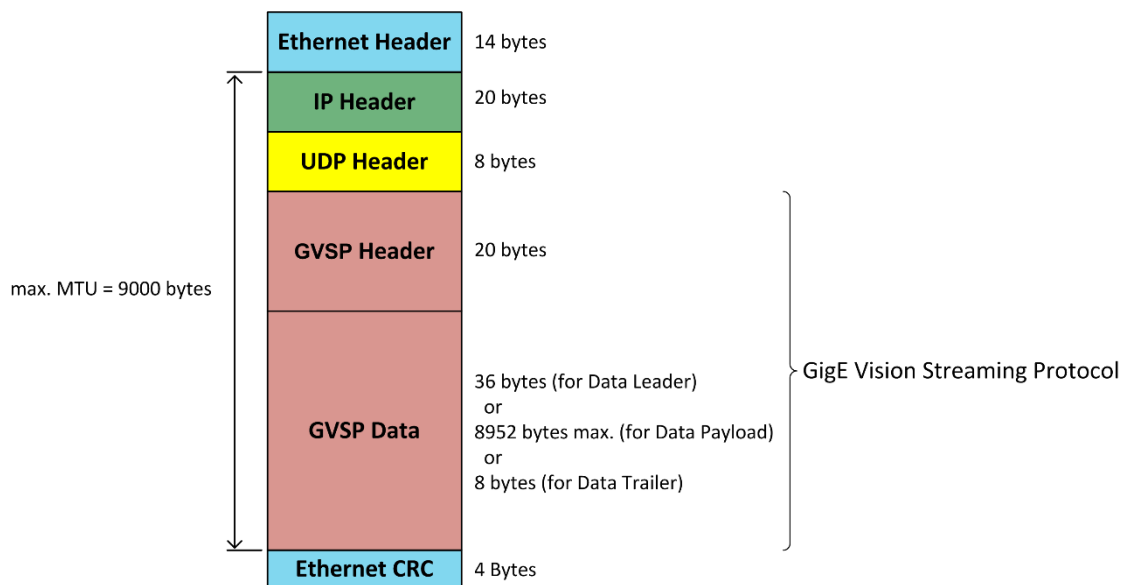 Ethernet Header
14 bytes
IP Header
20 bytes
UDP Header
8 bytes
GVSP Header
20 bytes
max. MTU = 9000 bytes
GigE Vision Streaming Protocol
GVSP Data
36 bytes (for Data Leader)
or
8952 bytes max. (for Data Payload)
or
8 bytes (for Data Trailer)
Ethernet CRC
4 Bytes